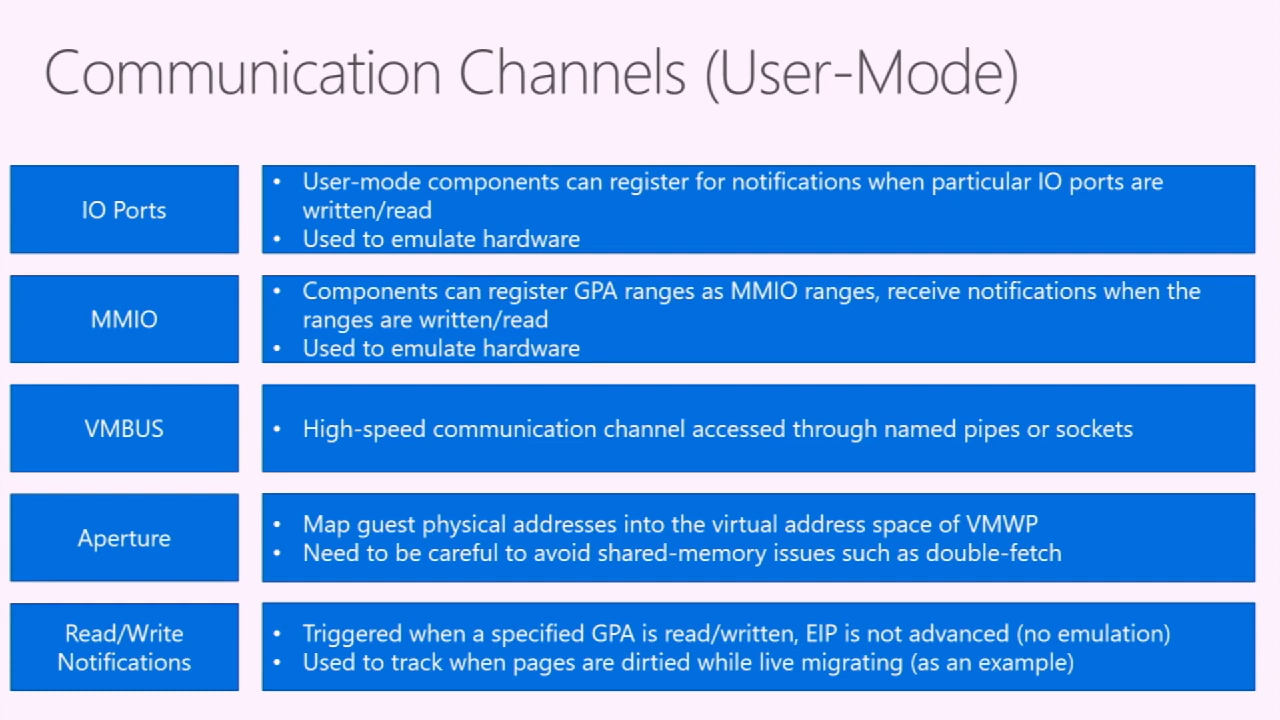 Communication Channels (User-Mode)
IO Ports
• User-mode components can register for notifications when particular IO ports are
written/read
• Used to emulate hardware
MMIO
• Components can register GPA ranges as MMIO ranges, receive notifications when the
ranges are written/read
• Used to emulate hardware
VMBUS
• High-speed communication channel accessed through named pipes or sockets
Aperture
• Map guest physical addresses into the virtual address space of VMWP
• Need to be careful to avoid shared-memory issues such as double-fetch
Read/Write
Notifications
• Triggered when a specified GPA is read/written, EIP is not advanced (no emulation)
• Used to track when pages are dirtied while live migrating (as an example)